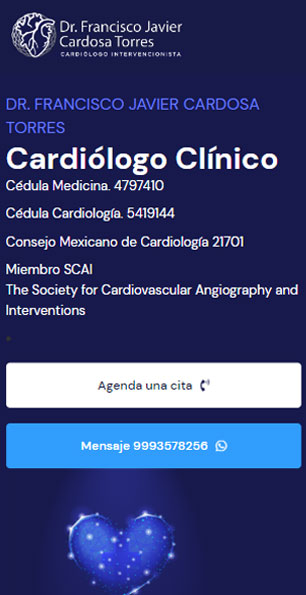 Dr. Francisco Javier
Cardosa Torres
CARDIÓLOGO INTERVENCIONISTA
DR. FRANCISCO JAVIER CARDOSA
TORRES
Cardiólogo Clínico
Cédula Medicina. 4797410
Cédula Cardiología. 5419144
Consejo Mexicano de Cardiología 21701
Miembro SCAI
The Society for Cardiovascular Angiography and
Interventions
Agenda una cita
Mensaje 9993578256